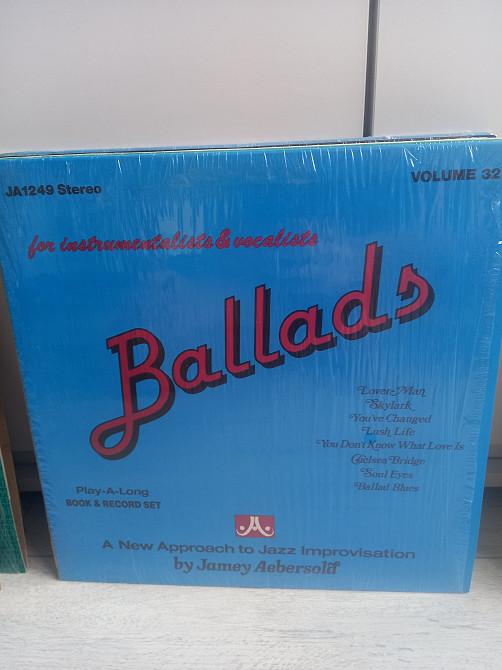 JA1249 Stereo
VOLUME 32
for instrumentalists & vocalists
Ballads
Lover Man
Skylark
You've Changed
Lush Life
You Don't Know What Love Is
Chelsea Bridge
Soul Eyes
Ballad Blues
Play-A-Long
BOOK & RECORD SET
JA
A New Approach to Jazz Improvisation
by Jamey Aebersold